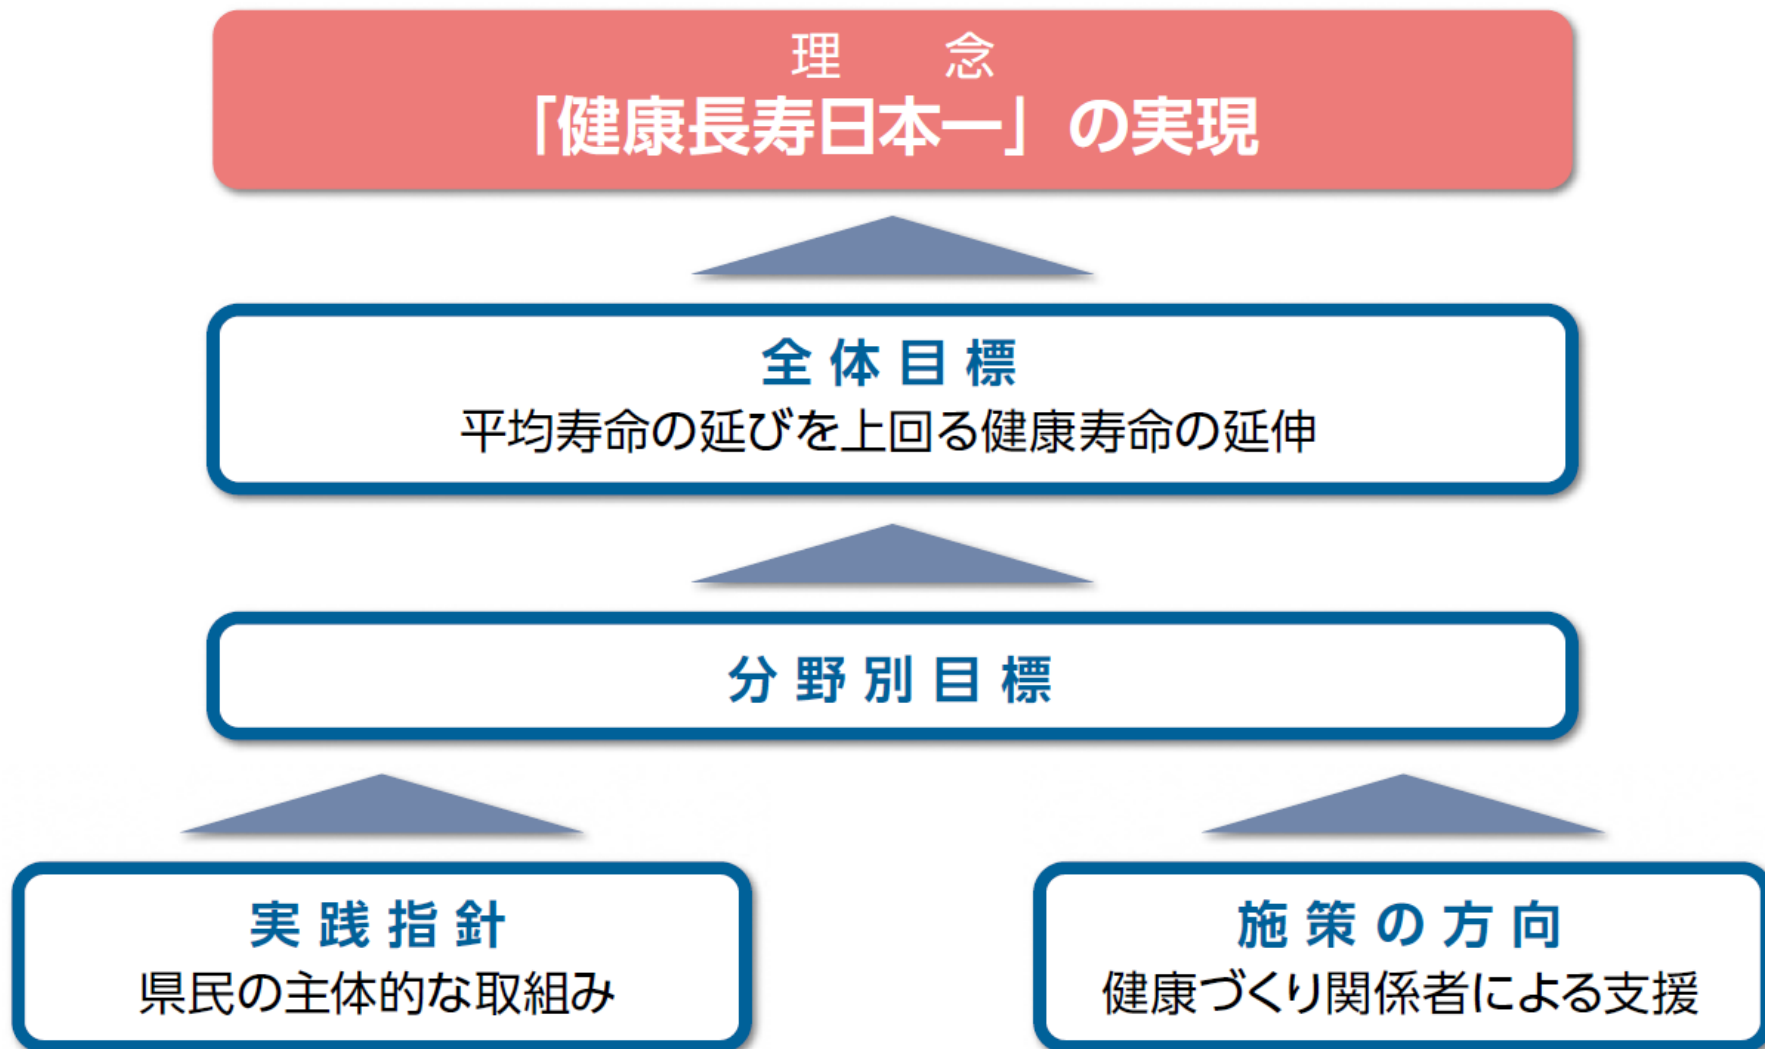 理　念
「健康長寿日本一」の実現
全体目標
平均寿命の延びを上回る健康寿命の延伸
分野別目標
実践指針
県民の主体的な取組み
施策の方向
健康づくり関係者による支援